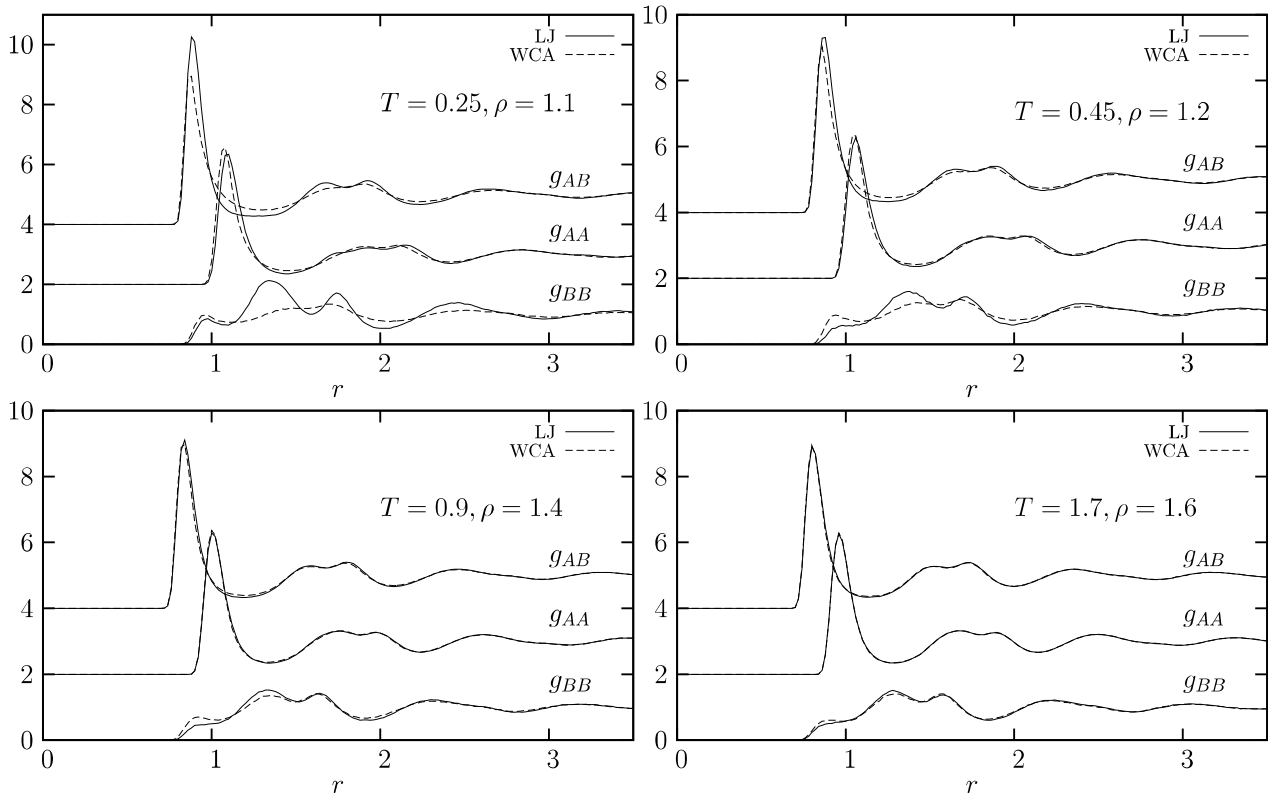 10
8
6
4
2
0
0 1 2 3
r
LJ
WCA
T = 0.25, ρ = 1.1
g_AB
g_AA
g_BB
10
8
6
4
2
0
0 1 2 3
r
LJ
WCA
T = 0.45, ρ = 1.2
g_AB
g_AA
g_BB
10
8
6
4
2
0
0 1 2 3
r
LJ
WCA
T = 0.9, ρ = 1.4
g_AB
g_AA
g_BB
10
8
6
4
2
0
0 1 2 3
r
LJ
WCA
T = 1.7, ρ = 1.6
g_AB
g_AA
g_BB